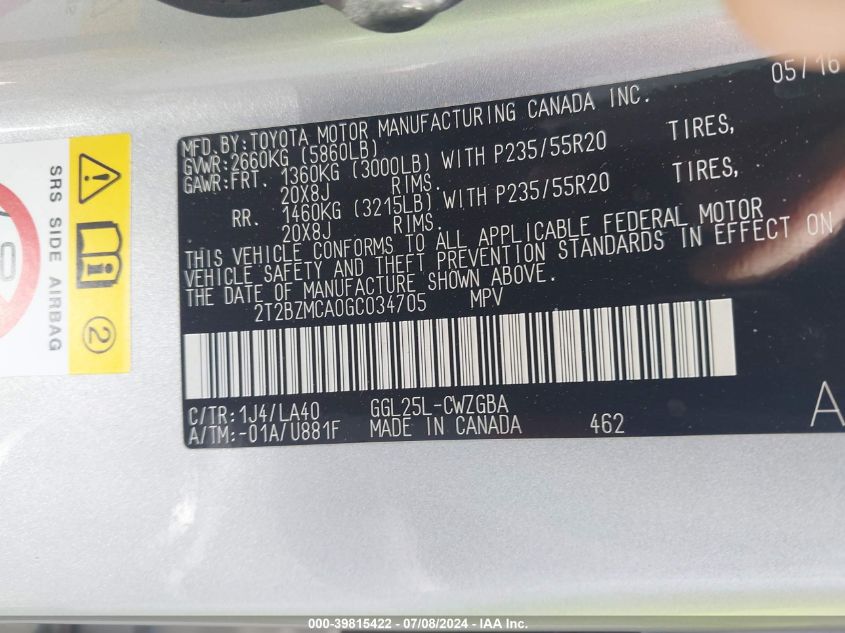 05/16
MFD. BY: TOYOTA MOTOR MANUFACTURING CANADA INC.
GVWR: 2660KG (5860LB)
GAWR: FRT. 1360KG (3000LB) WITH P235/55R20 TIRES,
20X8J RIMS.
RR. 1460KG (3215LB) WITH P235/55R20 TIRES,
20X8J RIMS.
THIS VEHICLE CONFORMS TO ALL APPLICABLE FEDERAL MOTOR
VEHICLE SAFETY AND THEFT PREVENTION STANDARDS IN EFFECT ON
THE DATE OF MANUFACTURE SHOWN ABOVE.
2T2BZMCA0GC034705 MPV
C/TR: 1J4/LA40 GGL25L-CWZGBA
A/TM: -01A/U881F MADE IN CANADA 462
A
SRS SIDE AIRBAG
2
000-39815422 - 07/08/2024 - IAA Inc.